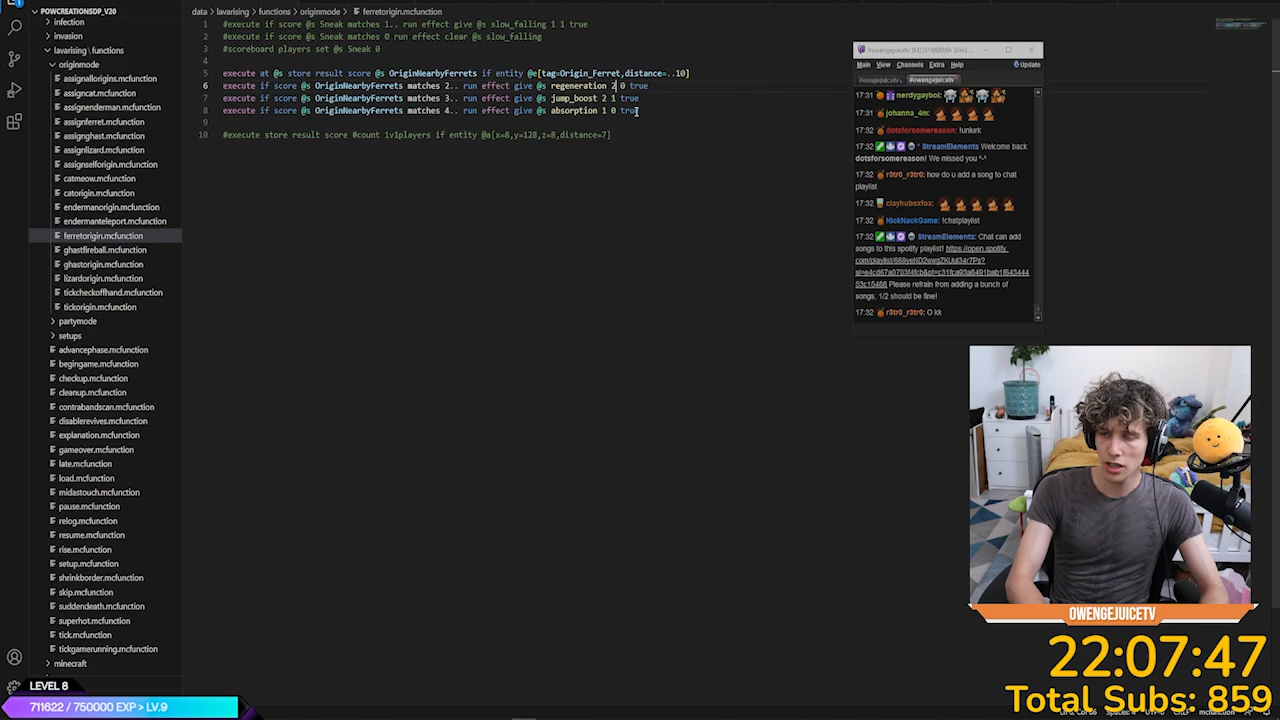 POWCREATIONSDP_V20
infection
invasion
lavarising \ functions
originmode
assignallorigins.mcfunction
assigncat.mcfunction
assignenderman.mcfunction
assignferret.mcfunction
assignghast.mcfunction
assignlizard.mcfunction
assignselforigin.mcfunction
catmeow.mcfunction
catorigin.mcfunction
endermanorigin.mcfunction
endermanteleport.mcfunction
ferretorigin.mcfunction
ghastfireball.mcfunction
ghastorigin.mcfunction
lizardorigin.mcfunction
tickcheckoffhand.mcfunction
tickorigin.mcfunction
partymode
setups
advancephase.mcfunction
begingame.mcfunction
checkup.mcfunction
cleanup.mcfunction
contrabandscan.mcfunction
disablerevives.mcfunction
explanation.mcfunction
gameover.mcfunction
late.mcfunction
load.mcfunction
midastouch.mcfunction
pause.mcfunction
relog.mcfunction
resume.mcfunction
rise.mcfunction
setup.mcfunction
shrinkborder.mcfunction
skip.mcfunction
suddendeath.mcfunction
superhot.mcfunction
tick.mcfunction
tickgamerunning.mcfunction
minecraft
data > lavarising > functions > originmode > ferretorigin.mcfunction
1 #execute if score @s Sneak matches 1.. run effect give @s slow_falling 1 1 true
2 #execute if score @s Sneak matches 0 run effect clear @s slow_falling
3 #scoreboard players set @s Sneak 0
4
5 execute at @s store result score @s OriginNearbyFerrets if entity @e[tag=Origin_Ferret,distance=..10]
6 execute if score @s OriginNearbyFerrets matches 2.. run effect give @s regeneration 2 0 true
7 execute if score @s OriginNearbyFerrets matches 3.. run effect give @s jump_boost 2 1 true
8 execute if score @s OriginNearbyFerrets matches 4.. run effect give @s absorption 1 0 true
9
10 #execute store result score #count 1v1players if entity @a[x=8,y=128,z=8,distance=7]
Main View Channels Extra Help Update
#owengejuicetv #owengejuicetv
17:31 nerdygayboi:
17:31 johanna_4m:
17:32 dotsforsomereason: !unlurk
17:32 * StreamElements Welcome back
dotsforsomereason! We missed you ^-^
17:32 r3tr0_r3tr0: how do u add a song to chat
playlist
17:32 clayhubsxfox:
17:32 NickNackGame: !chatplaylist
17:32 StreamElements: Chat can add
songs to this spotify playlist! https://open.spotify.
Please refrain from adding a bunch of
songs, 1/2 should be fine!
17:32 r3tr0_r3tr0: O kk
OWENGEJUICETV
22:07:47
Total Subs: 859
LEVEL 8
711622 / 750000 EXP > LV.9